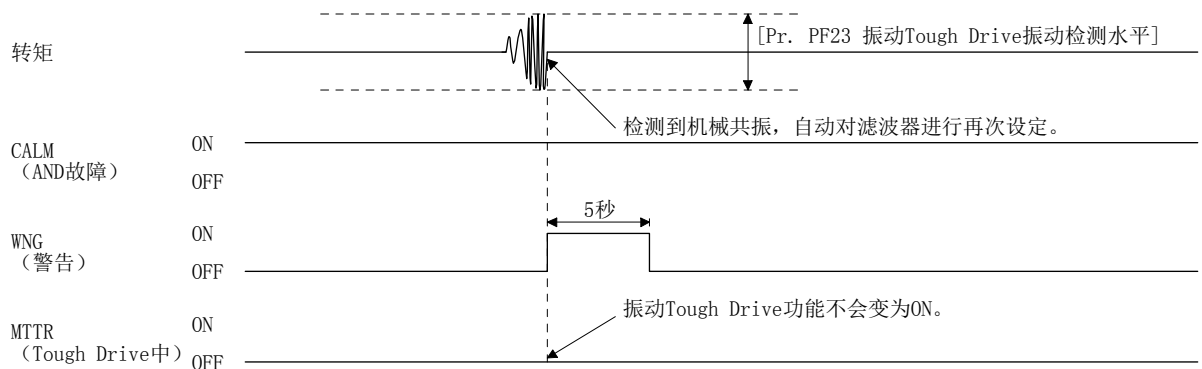 [Pr. PF23 振动Tough Drive振动检测水平]
转矩
检测到机械共振，自动对滤波器进行再次设定。
CALM
（AND故障）
ON
OFF
5秒
WNG
（警告）
ON
OFF
振动Tough Drive功能不会变为ON。
MTTR
（Tough Drive中）
ON
OFF